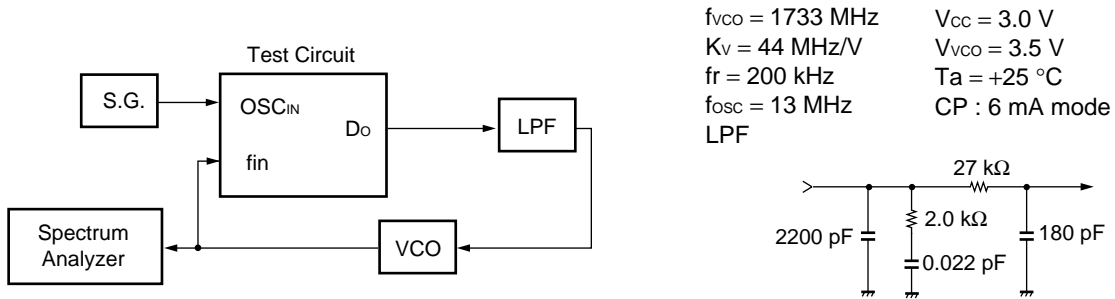 Test Circuit
S.G.
OSCIN
DO
fin
LPF
Spectrum
Analyzer
VCO
fVCO = 1733 MHz
KV = 44 MHz/V
fr = 200 kHz
fOSC = 13 MHz
LPF
VCC = 3.0 V
VVCO = 3.5 V
Ta = +25 °C
CP : 6 mA mode
27 kΩ
2200 pF
2.0 kΩ
0.022 pF
180 pF